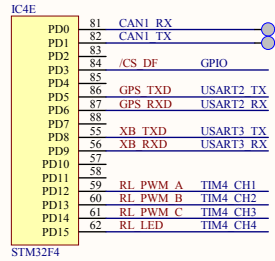 IC4E
PD0 81 CAN1_RX
PD1 82 CAN1_TX
PD2 83
PD3 84 /CS_DF GPIO
PD4 85
PD5 86 GPS_TXD USART2_TX
PD6 87 GPS_RXD USART2_RX
PD7 88
PD8 55 XB_TXD USART3_TX
PD9 56 XB_RXD USART3_RX
PD10 57
PD11 58
PD12 59 RL_PWM_A TIM4_CH1
PD13 60 RL_PWM_B TIM4_CH2
PD14 61 RL_PWM_C TIM4_CH3
PD15 62 RL_LED TIM4_CH4
STM32F4